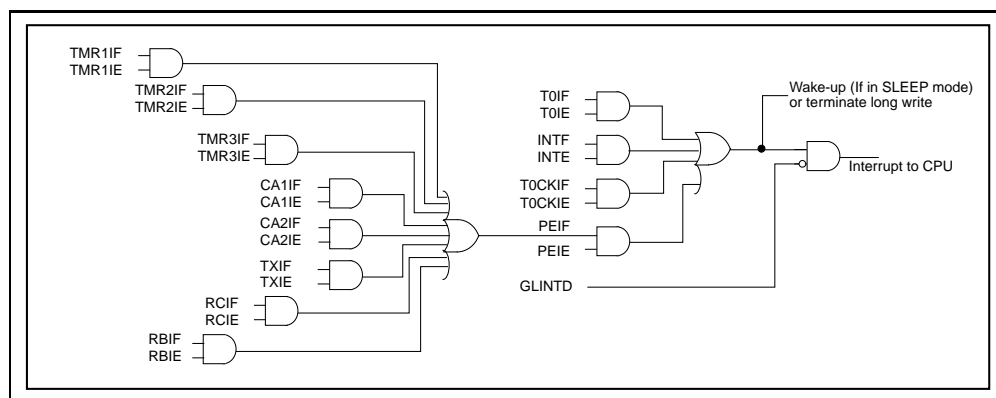 TMR1IF
TMR1IE
TMR2IF
TMR2IE
TMR3IF
TMR3IE
CA1IF
CA1IE
CA2IF
CA2IE
TXIF
TXIE
RCIF
RCIE
RBIF
RBIE
T0IF
T0IE
INTF
INTE
T0CKIF
T0CKIE
PEIF
PEIE
GLINTD
Wake-up (If in SLEEP mode)
or terminate long write
Interrupt to CPU